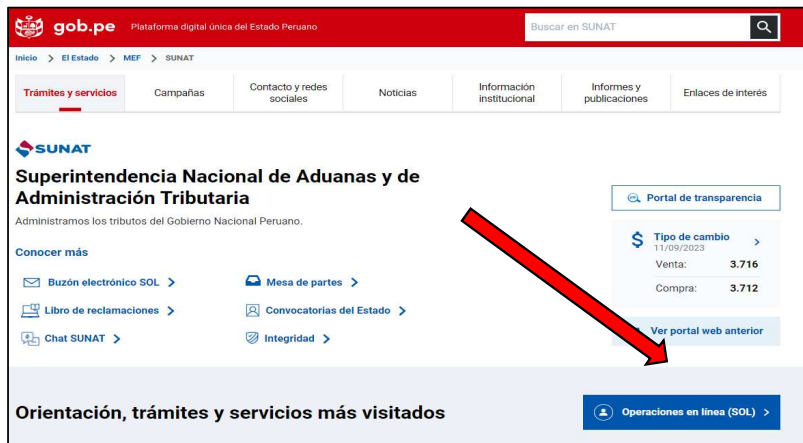 gob.pe Plataforma digital única del Estado Peruano
Buscar en SUNAT
Inicio > El Estado > MEF > SUNAT
Trámites y servicios
Campañas
Contacto y redes
sociales
Noticias
Información
institucional
Informes y
publicaciones
Enlaces de interés
SUNAT
Superintendencia Nacional de Aduanas y de
Administración Tributaria
Administramos los tributos del Gobierno Nacional Peruano.
Conocer más
Buzón electrónico SOL >
Mesa de partes >
Libro de reclamaciones >
Convocatorias del Estado >
Chat SUNAT >
Integridad >
Portal de transparencia
$ Tipo de cambio >
11/09/2023
Venta: 3.716
Compra: 3.712
Ver portal web anterior
Orientación, trámites y servicios más visitados
Operaciones en línea (SOL) >